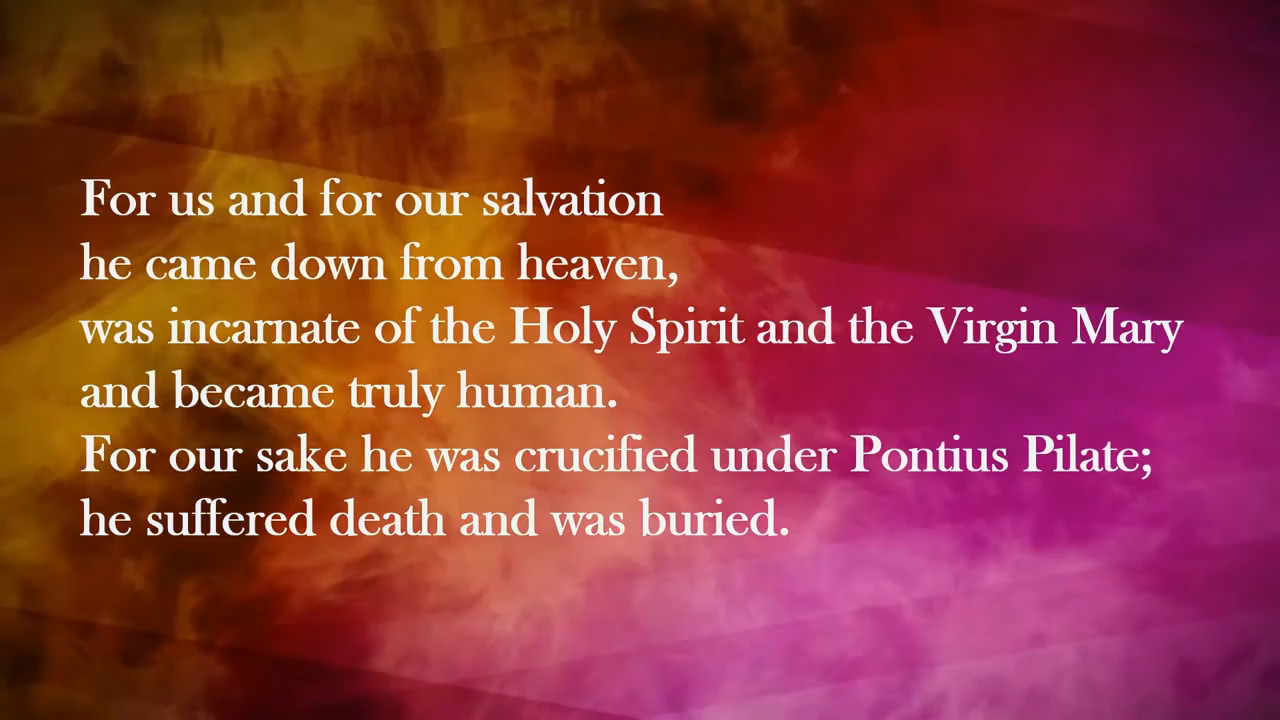 For us and for our salvation
he came down from heaven,
was incarnate of the Holy Spirit and the Virgin Mary
and became truly human.
For our sake he was crucified under Pontius Pilate;
he suffered death and was buried.